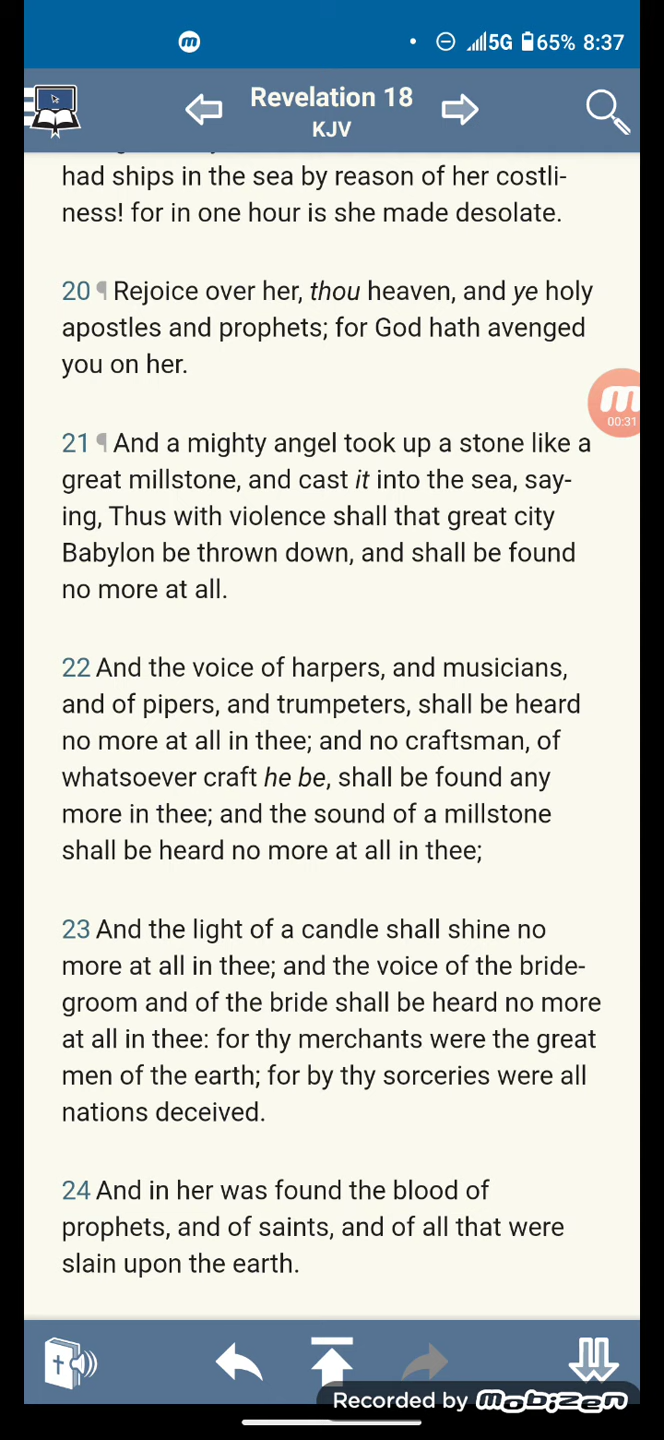 m
5G 65% 8:37
Revelation 18
KJV
had ships in the sea by reason of her costli-
ness! for in one hour is she made desolate.
20 ¶ Rejoice over her, thou heaven, and ye holy
apostles and prophets; for God hath avenged
you on her.
m
00:31
21 ¶ And a mighty angel took up a stone like a
great millstone, and cast it into the sea, say-
ing, Thus with violence shall that great city
Babylon be thrown down, and shall be found
no more at all.
22 And the voice of harpers, and musicians,
and of pipers, and trumpeters, shall be heard
no more at all in thee; and no craftsman, of
whatsoever craft he be, shall be found any
more in thee; and the sound of a millstone
shall be heard no more at all in thee;
23 And the light of a candle shall shine no
more at all in thee; and the voice of the bride-
groom and of the bride shall be heard no more
at all in thee: for thy merchants were the great
men of the earth; for by thy sorceries were all
nations deceived.
24 And in her was found the blood of
prophets, and of saints, and of all that were
slain upon the earth.
Recorded by mobizen